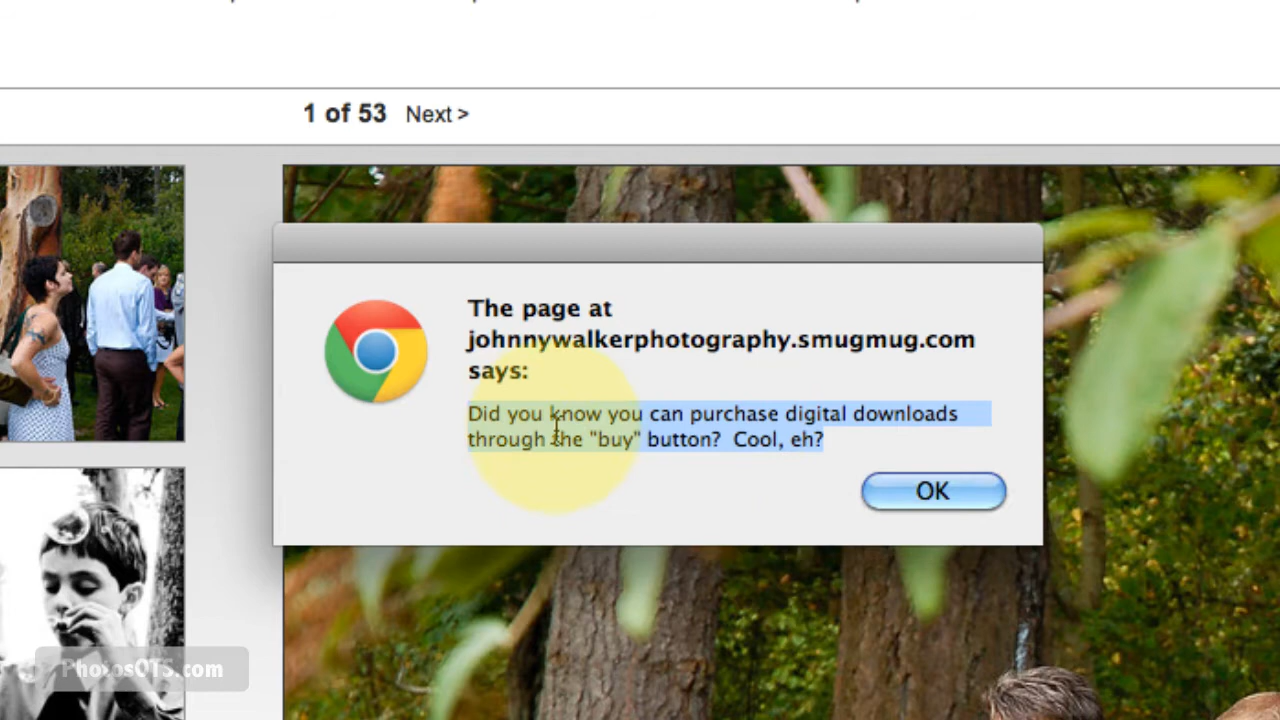 1 of 53 Next >
The page at
johnnywalkerphotography.smugmug.com
says:
Did you know you can purchase digital downloads
through the "buy" button?  Cool, eh?
OK
PhotosOTS.com